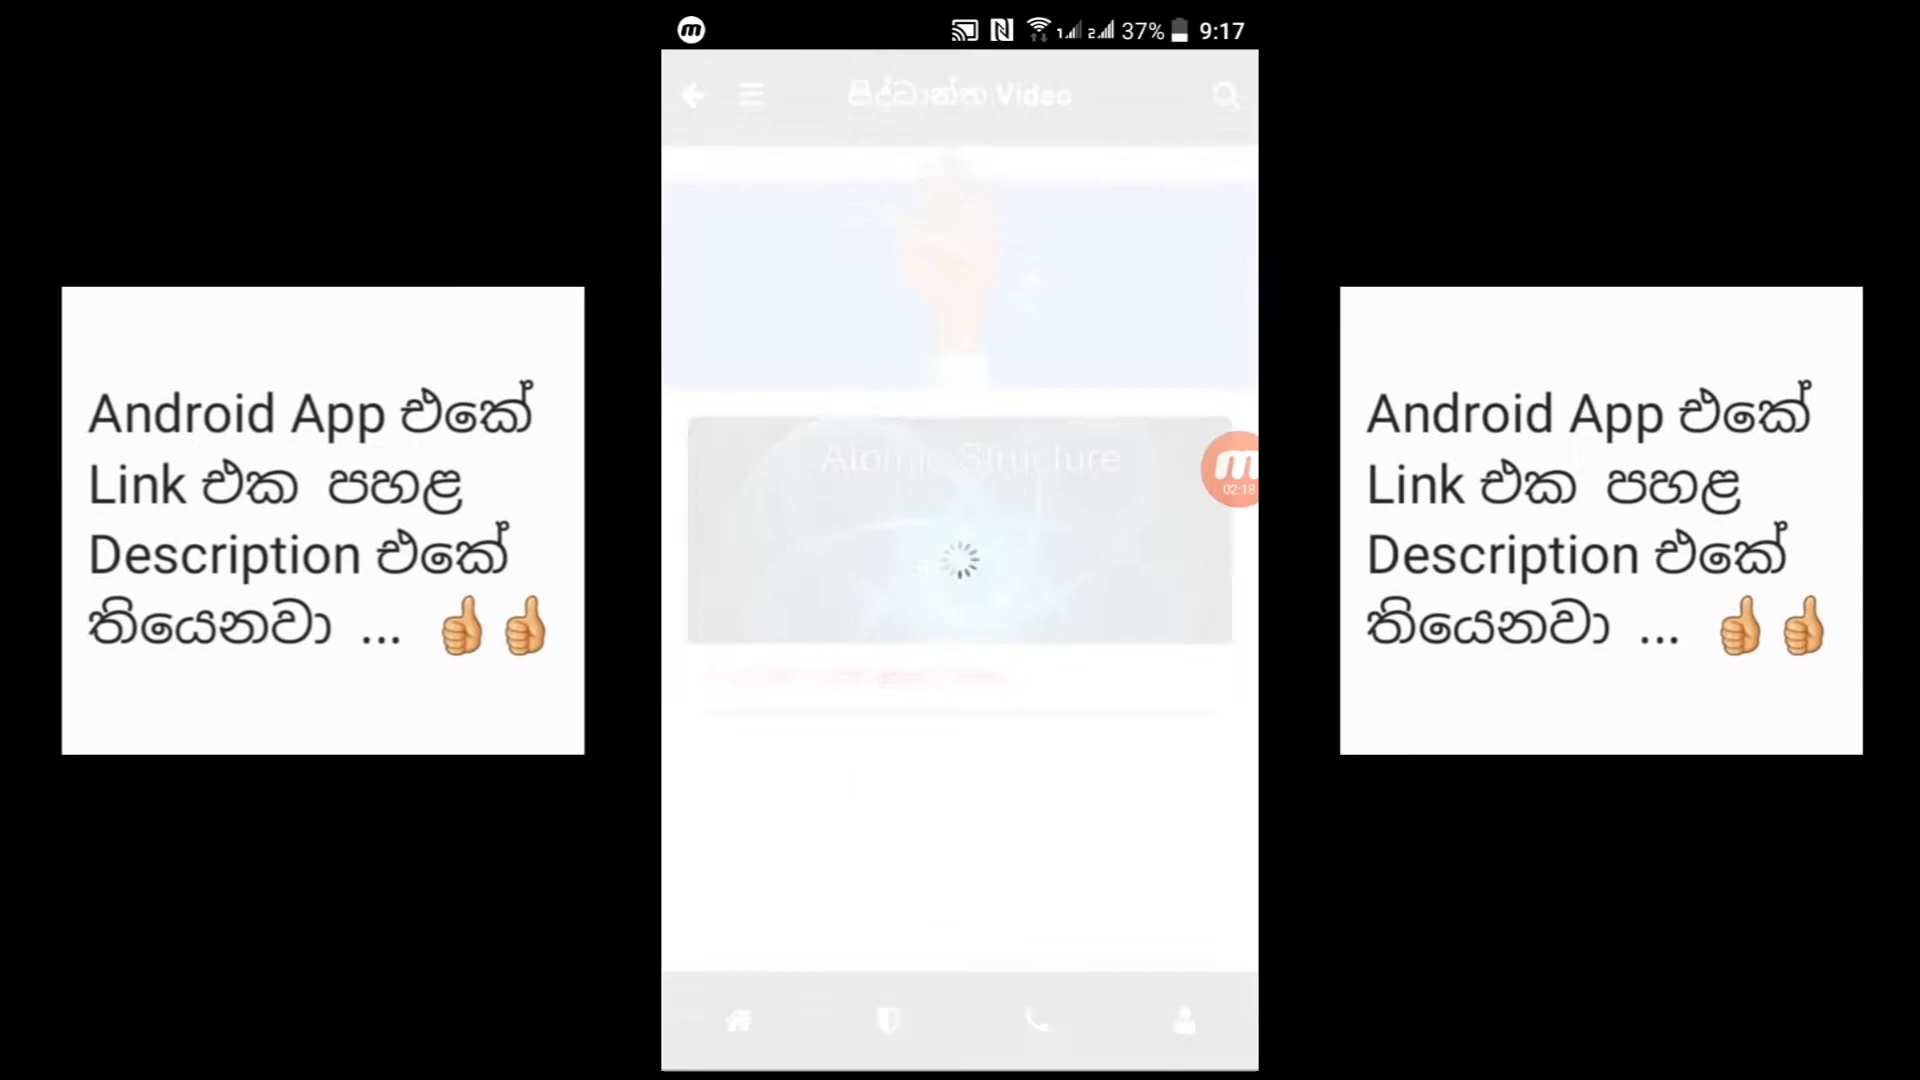 37% 9:17
සිද්ධාන්ත Video
Android App එකේ
Link එක පහළ
Description එකේ
තියෙනවා ... 👍👍
Atomic Structure
02:18
Android App එකේ
Link එක පහළ
Description එකේ
තියෙනවා ... 👍👍